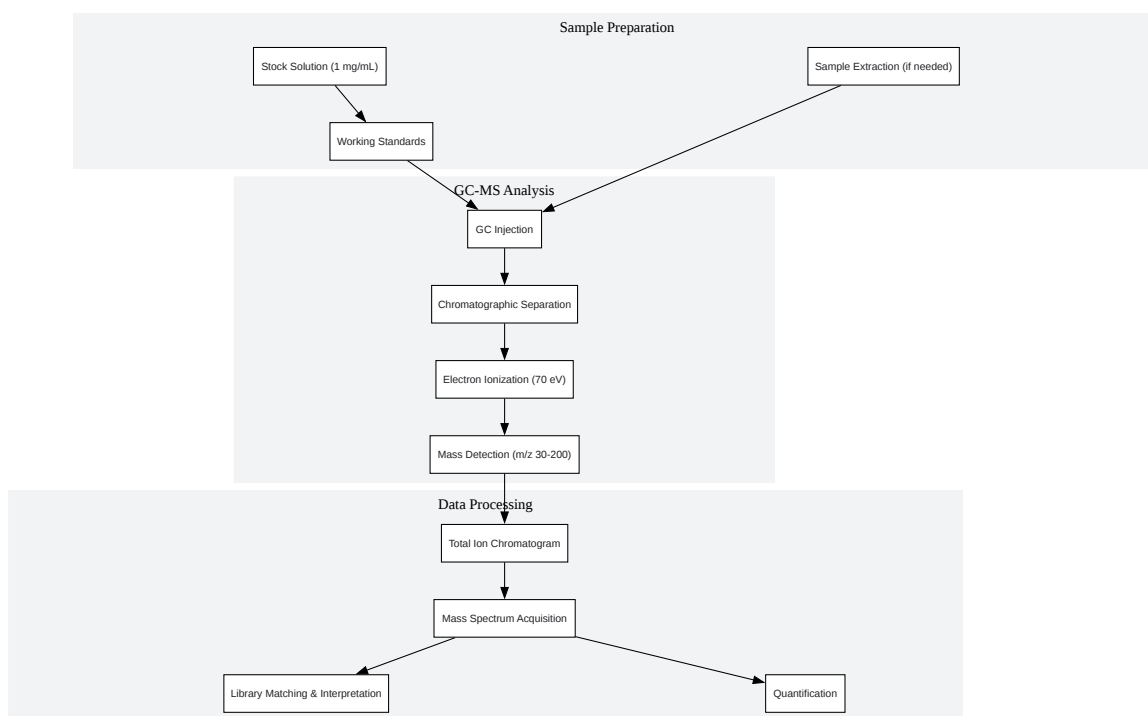 Sample Preparation
Stock Solution (1 mg/mL)
Sample Extraction (if needed)
Working Standards
GC-MS Analysis
GC Injection
Chromatographic Separation
Electron Ionization (70 eV)
Mass Detection (m/z 30-200)
Data Processing
Total Ion Chromatogram
Mass Spectrum Acquisition
Library Matching & Interpretation
Quantification